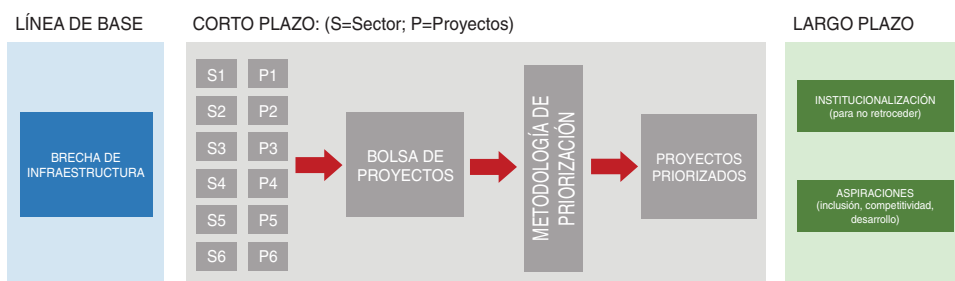 LÍNEA DE BASE
BRECHA DE
INFRAESTRUCTURA
CORTO PLAZO: (S=Sector; P=Proyectos)
S1 P1
S2 P2
S3 P3
S4 P4
S5 P5
S6 P6
BOLSA DE
PROYECTOS
METODOLOGÍA DE
PRIORIZACIÓN
PROYECTOS
PRIORIZADOS
LARGO PLAZO
INSTITUCIONALIZACIÓN
(para no retroceder)
ASPIRACIONES
(inclusión, competitividad,
desarrollo)